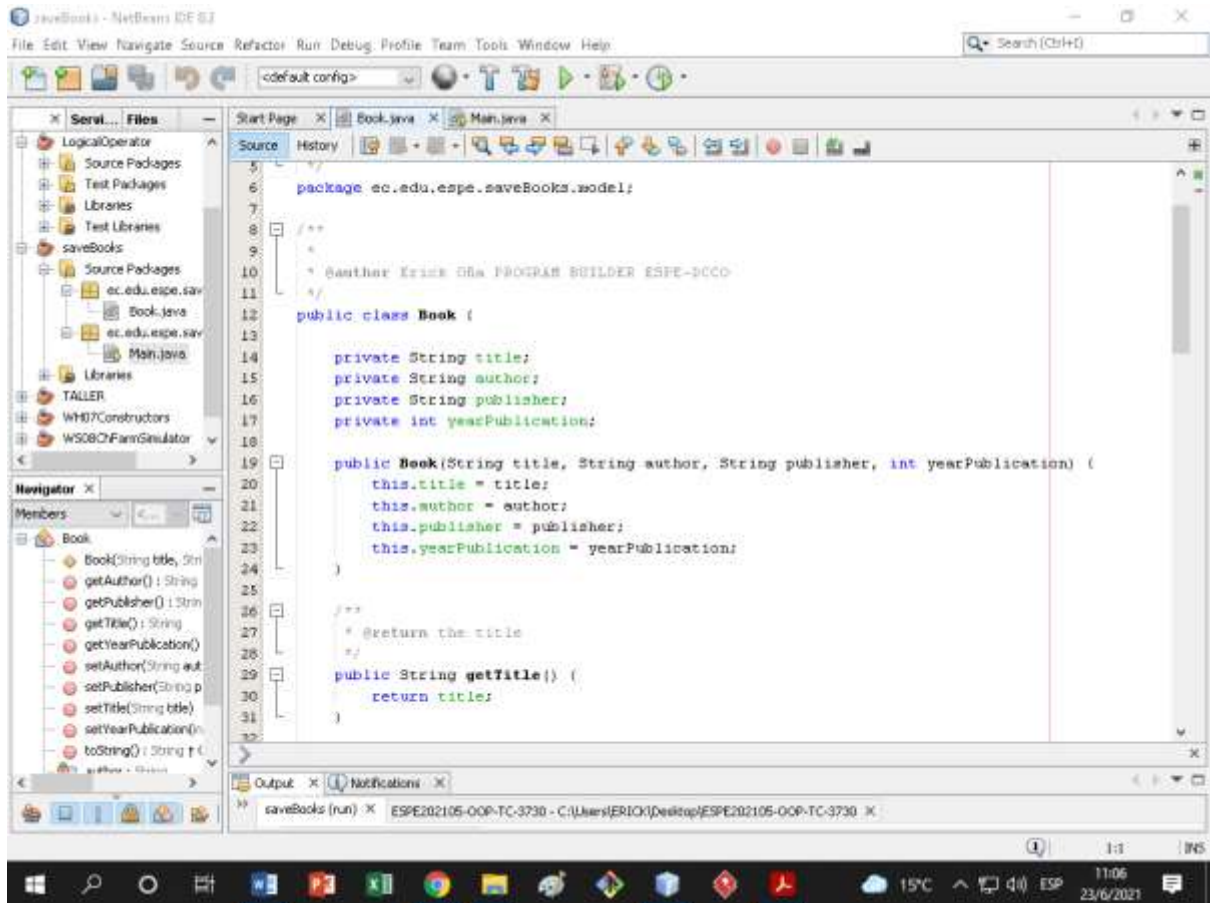 saveBooks - NetBeans IDE 8.2
File Edit View Navigate Source Refactor Run Debug Profile Team Tools Window Help
Search (Ctrl+I)
<default config>
Servi... Files
LogicalOperator
Source Packages
Test Packages
Libraries
Test Libraries
saveBooks
Source Packages
ec.edu.espe.sav
Book.java
ec.edu.espe.sav
Main.java
Libraries
TALLER
WH07Constructors
WS08ChFarmSimulator
Navigator
Members
<...
Book
Book(String title, Stri
getAuthor() : String
getPublisher() : Strin
getTitle() : String
getYearPublication()
setAuthor(String aut
setPublisher(String p
setTitle(String title)
setYearPublication(in
toString() : String
author : String
Start Page Book.java Main.java
Source History
5 */
6 package ec.edu.espe.saveBooks.model;
7
8 /**
9 *
10 * @author Erick PROGRAM BUILDER ESPE-DCCO
11 */
12 public class Book {
13
14 private String title;
15 private String author;
16 private String publisher;
17 private int yearPublication;
18
19 public Book(String title, String author, String publisher, int yearPublication) {
20 this.title = title;
21 this.author = author;
22 this.publisher = publisher;
23 this.yearPublication = yearPublication;
24 }
25
26 /**
27 * @return the title
28 */
29 public String getTitle() {
30 return title;
31 }
32
Output Notifications
saveBooks (run) ESPE202105-OOP-TC-3730 - C:\Users\ERICK\Desktop\ESPE202105-OOP-TC-3730
1 1:1 INS
15°C ESP 11:06
23/6/2021